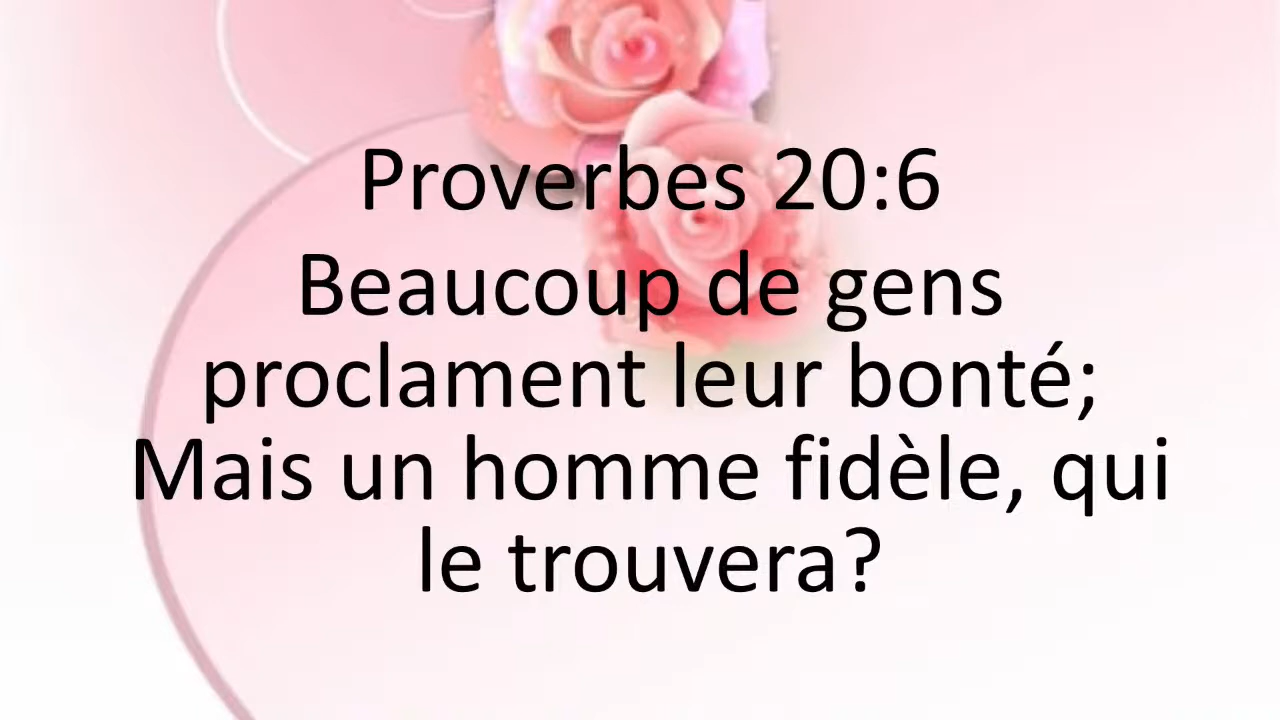 Proverbes 20:6
Beaucoup de gens
proclament leur bonté;
Mais un homme fidèle, qui
le trouvera?